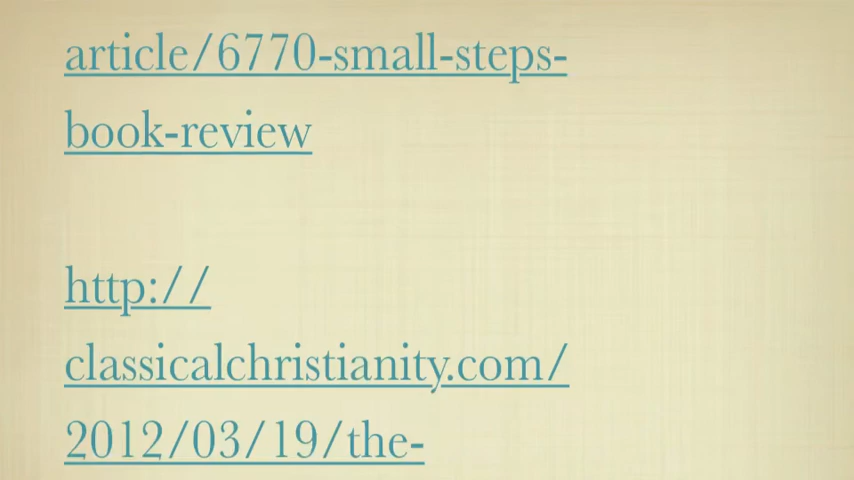 article/6770-small-steps-
book-review
http://
classicalchristianity.com/
2012/03/19/the-